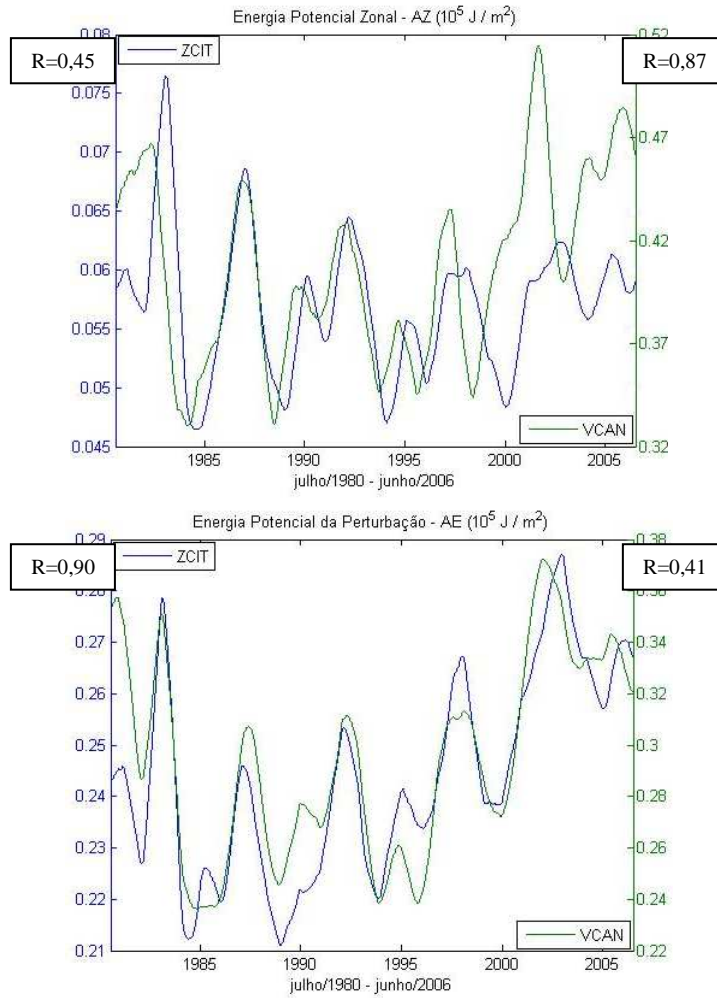 Energia Potencial Zonal - AZ (10⁵ J / m²)
R=0,45
ZCIT
R=0,87
0.08
0.075
0.07
0.065
0.06
0.055
0.05
0.045
0.52
0.47
0.42
0.37
0.32
VCAN
1985 1990 1995 2000 2005
julho/1980 - junho/2006
Energia Potencial da Perturbação - AE (10⁵ J / m²)
R=0,90
ZCIT
R=0,41
0.29
0.28
0.27
0.26
0.25
0.24
0.23
0.22
0.21
0.38
0.36
0.34
0.32
0.3
0.28
0.26
0.24
0.22
VCAN
1985 1990 1995 2000 2005
julho/1980 - junho/2006